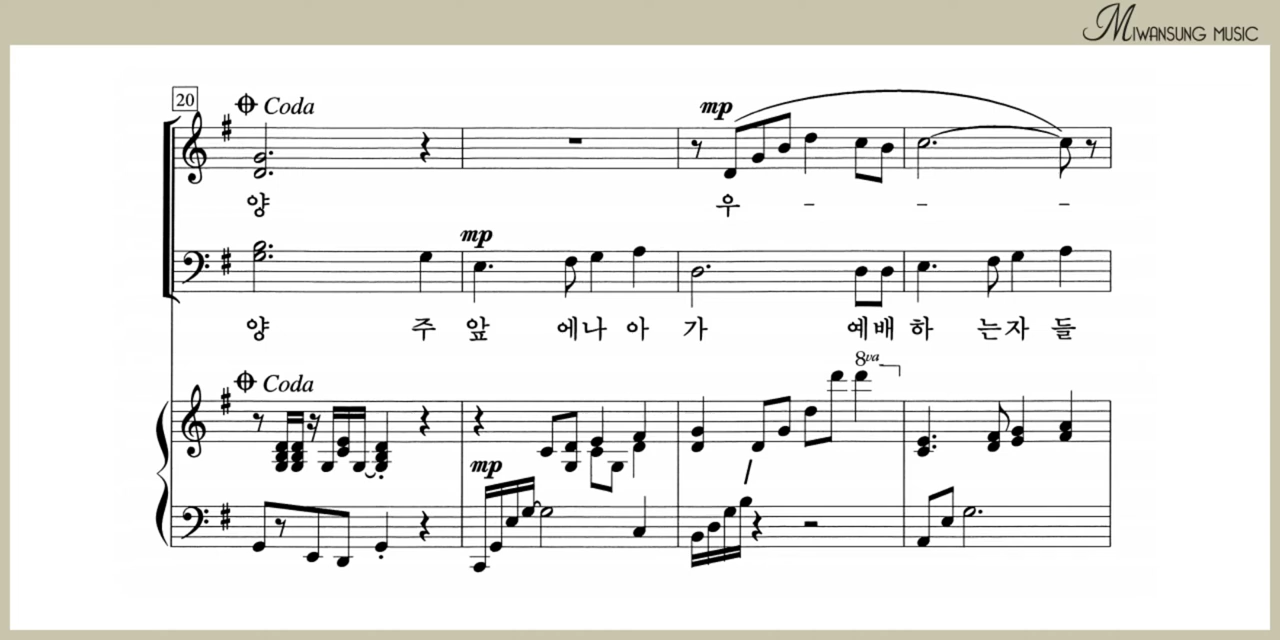 MIWANSUNG MUSIC
20
Coda
mp
양 우 - - -
mp
양 주 앞 에나 아 가 예배 하 는자 들
Coda
8va
mp